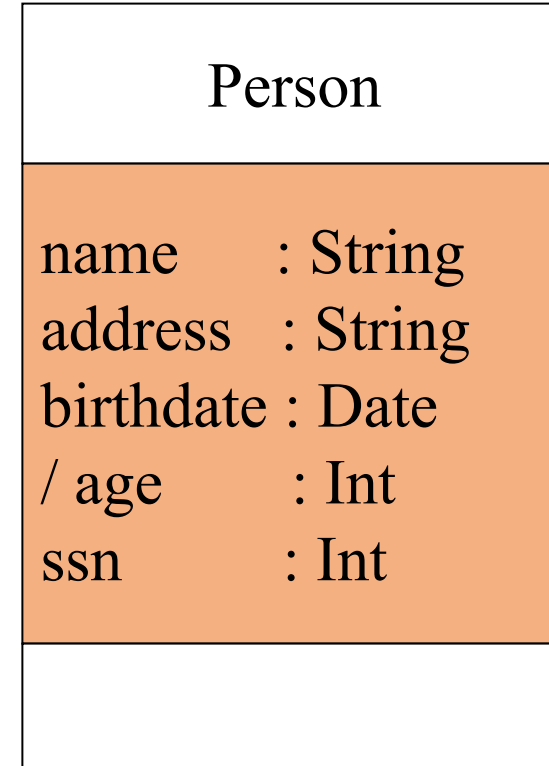 Person
name : String
address : String
birthdate : Date
/ age : Int
ssn : Int